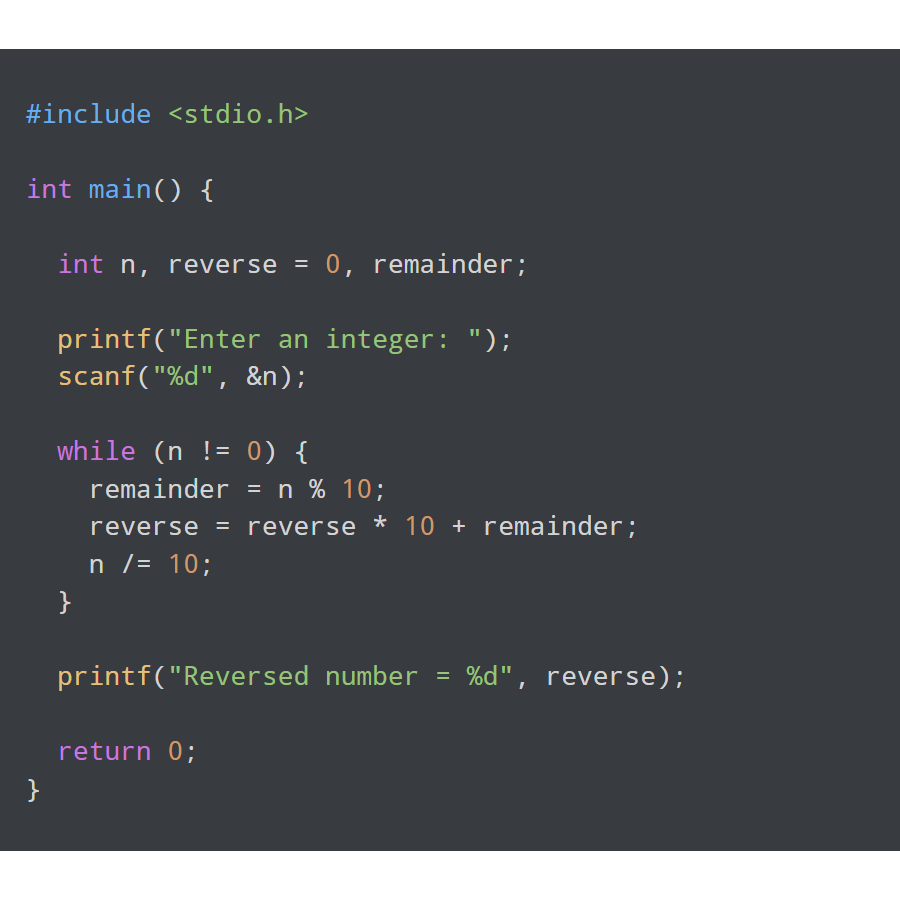 #include <stdio.h>
int main() {
int n, reverse = 0, remainder;
printf("Enter an integer: ");
scanf("%d", &n);
while (n != 0) {
remainder = n % 10;
reverse = reverse * 10 + remainder;
n /= 10;
}
printf("Reversed number = %d", reverse);
return 0;
}